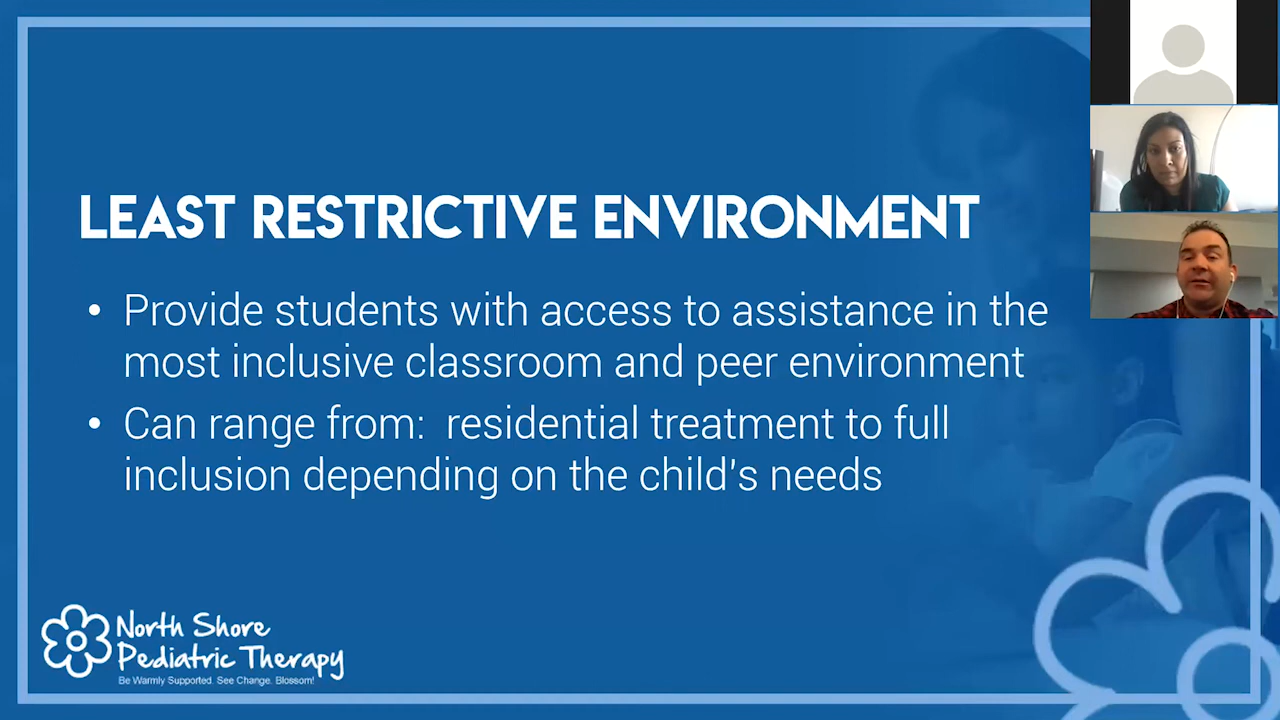 LEAST RESTRICTIVE ENVIRONMENT
• Provide students with access to assistance in the
most inclusive classroom and peer environment
• Can range from: residential treatment to full
inclusion depending on the child's needs
North Shore
Pediatric Therapy
Be Warmly Supported. See Change. Blossom!